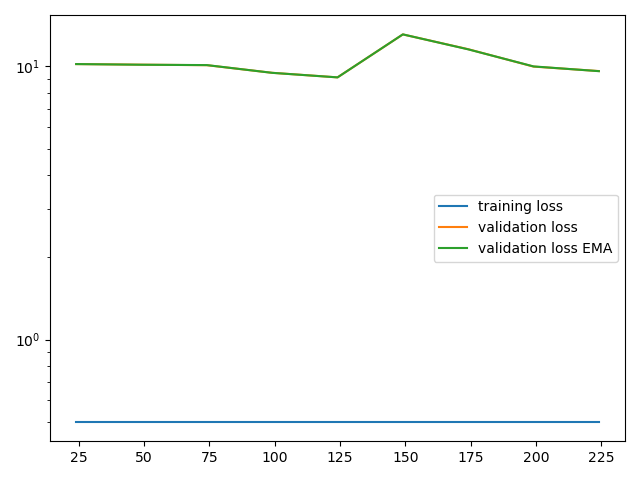 10¹
10⁰
training loss
validation loss
validation loss EMA
25 50 75 100 125 150 175 200 225